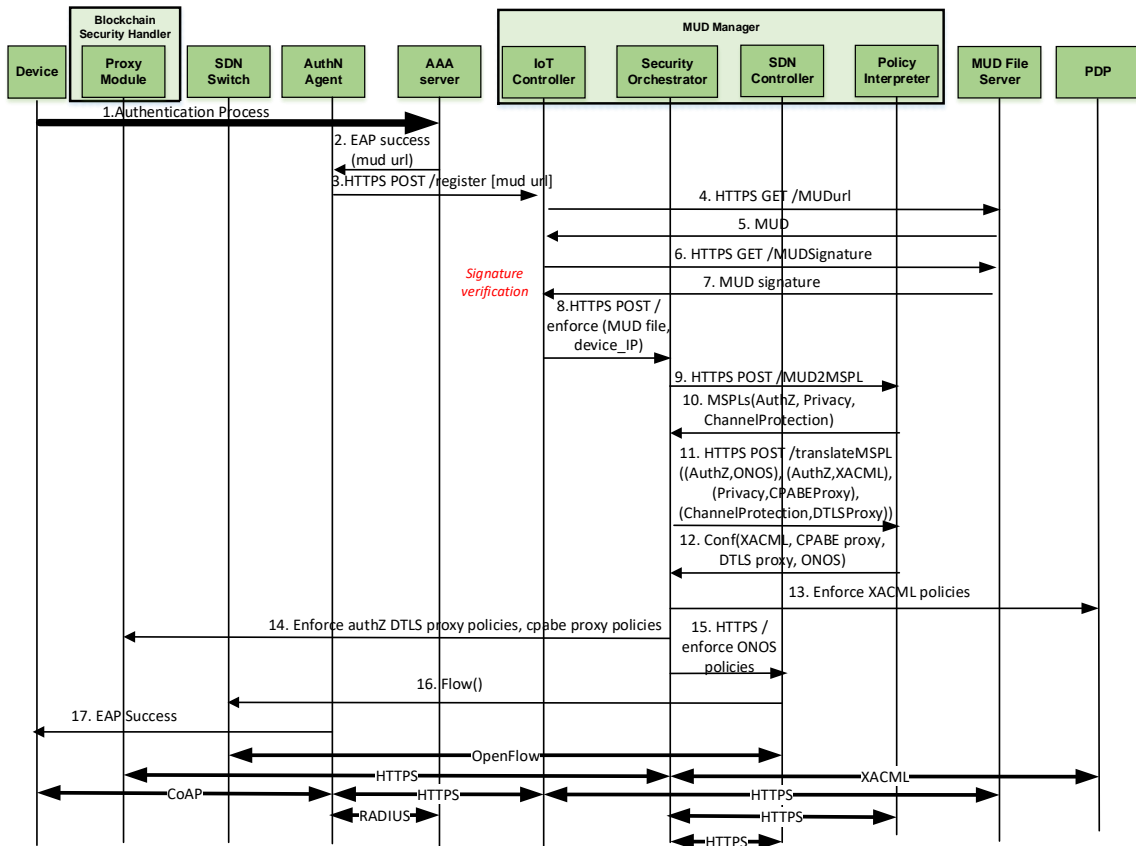 Blockchain
Security Handler
MUD Manager
Device
Proxy
Module
SDN
Switch
AuthN
Agent
AAA
server
IoT
Controller
Security
Orchestrator
SDN
Controller
Policy
Interpreter
MUD File
Server
PDP
1.Authentication Process
2. EAP success
(mud url)
3.HTTPS POST /register [mud url]
4. HTTPS GET /MUDurl
5. MUD
6. HTTPS GET /MUDSignature
Signature
verification
7. MUD signature
8.HTTPS POST /
enforce (MUD file,
device_IP)
9. HTTPS POST /MUD2MSPL
10. MSPLs(AuthZ, Privacy,
ChannelProtection)
11. HTTPS POST /translateMSPL
((AuthZ,ONOS), (AuthZ,XACML),
(Privacy,CPABEProxy),
(ChannelProtection,DTLSProxy))
12. Conf(XACML, CPABE proxy,
DTLS proxy, ONOS)
13. Enforce XACML policies
14. Enforce authZ DTLS proxy policies, cpabe proxy policies
15. HTTPS /
enforce ONOS
policies
16. Flow()
17. EAP Success
OpenFlow
HTTPS
XACML
CoAP
HTTPS
HTTPS
RADIUS
HTTPS
HTTPS